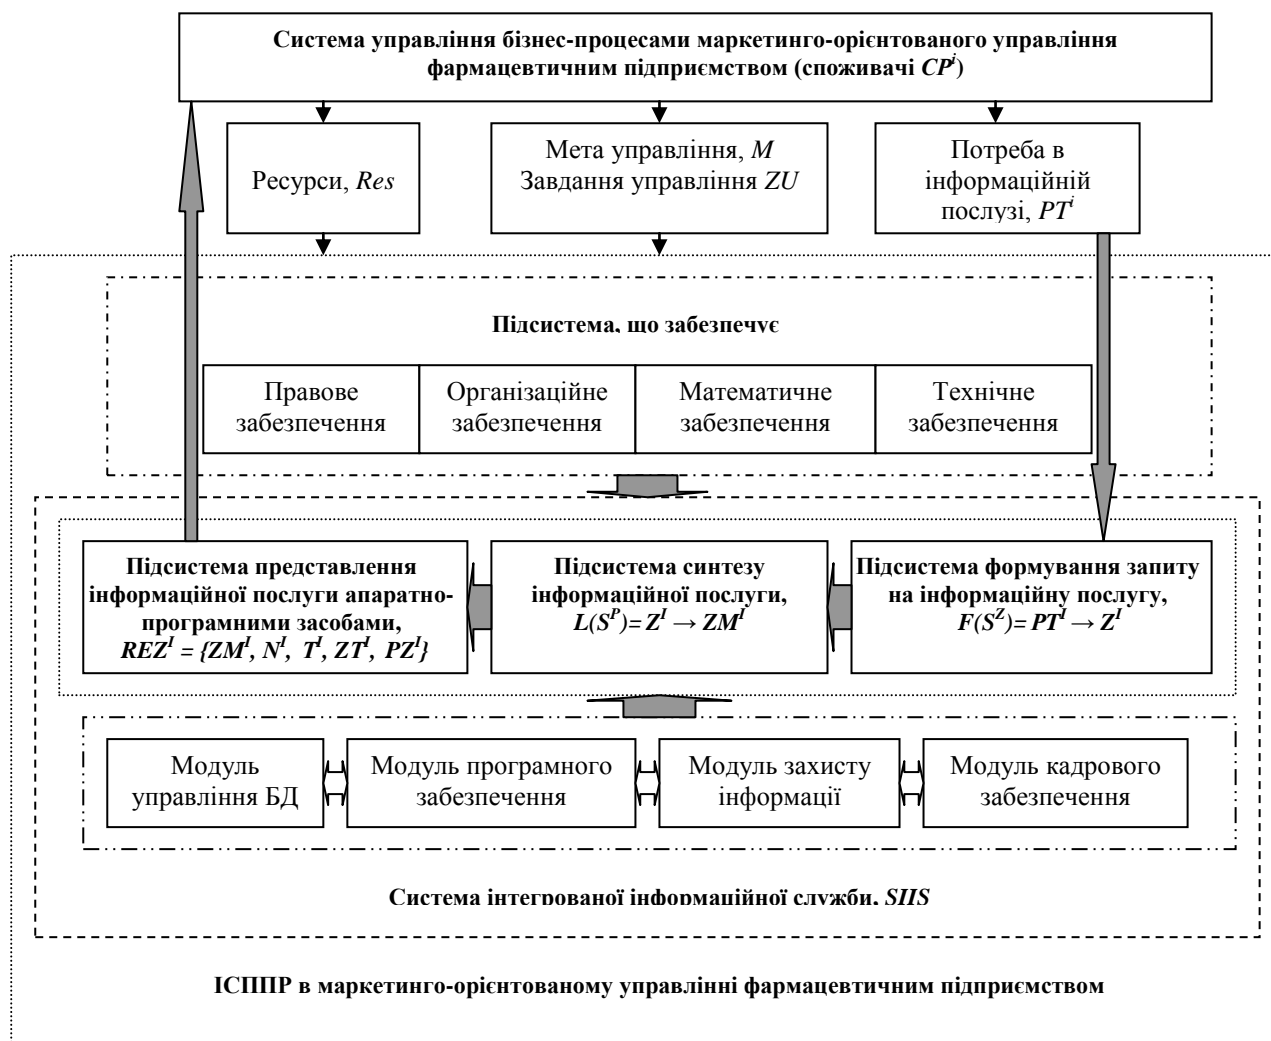 Система управління бізнес-процесами маркетинго-орієнтованого управління
фармацевтичним підприємством (споживачі CPⁱ)
Ресурси, Res
Мета управління, M
Завдання управління ZU
Потреба в
інформаційній
послузі, PTⁱ
Підсистема, що забезпечує
Правове
забезпечення
Організаційне
забезпечення
Математичне
забезпечення
Технічне
забезпечення
Підсистема представлення
інформаційної послуги апаратно-
програмними засобами,
REZᴵ = {ZMᴵ, Nᴵ, Tᴵ, ZTᴵ, PZᴵ}
Підсистема синтезу
інформаційної послуги,
L(Sᴾ)= Zᴵ → ZMᴵ
Підсистема формування запиту
на інформаційну послугу,
F(S^Z)= PTᴵ → Zᴵ
Модуль
управління БД
Модуль програмного
забезпечення
Модуль захисту
інформації
Модуль кадрового
забезпечення
Система інтегрованої інформаційної служби, SIIS
ІСППР в маркетинго-орієнтованому управлінні фармацевтичним підприємством